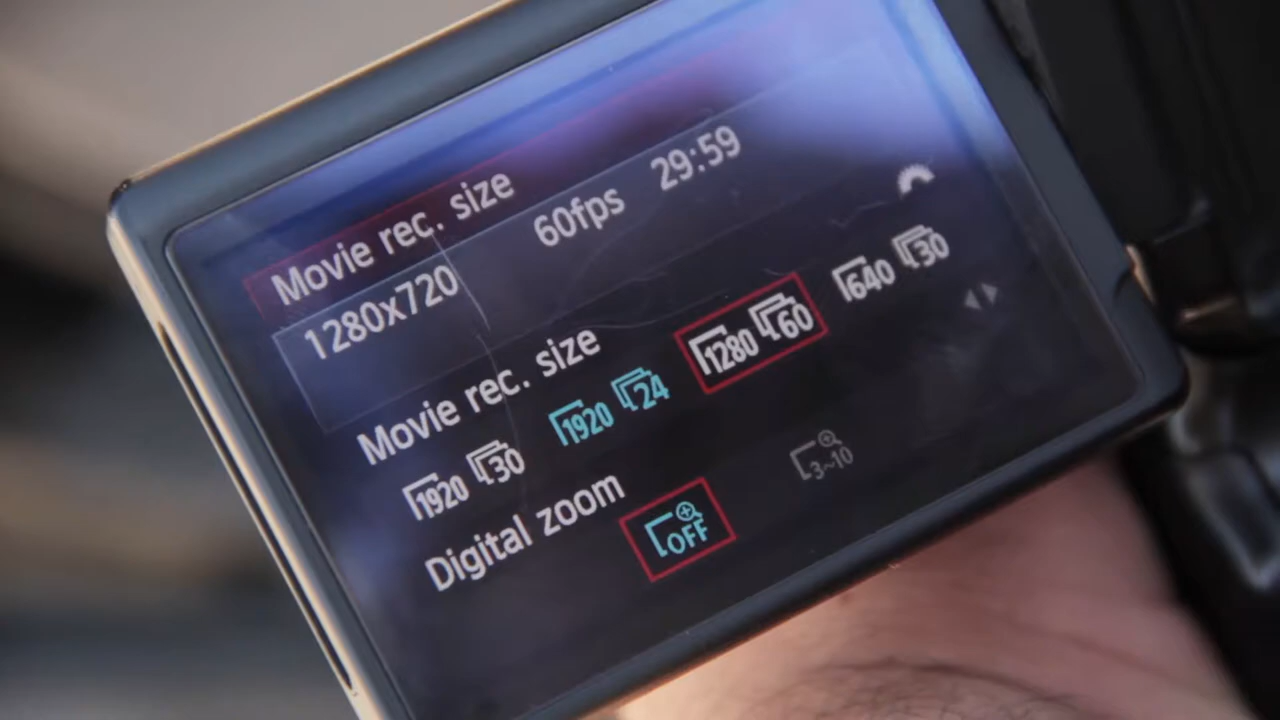 Movie rec. size
1280x720 60fps 29:59
Movie rec. size
1920 30 1920 24 1280 60 640 30
Digital zoom
OFF 3~10